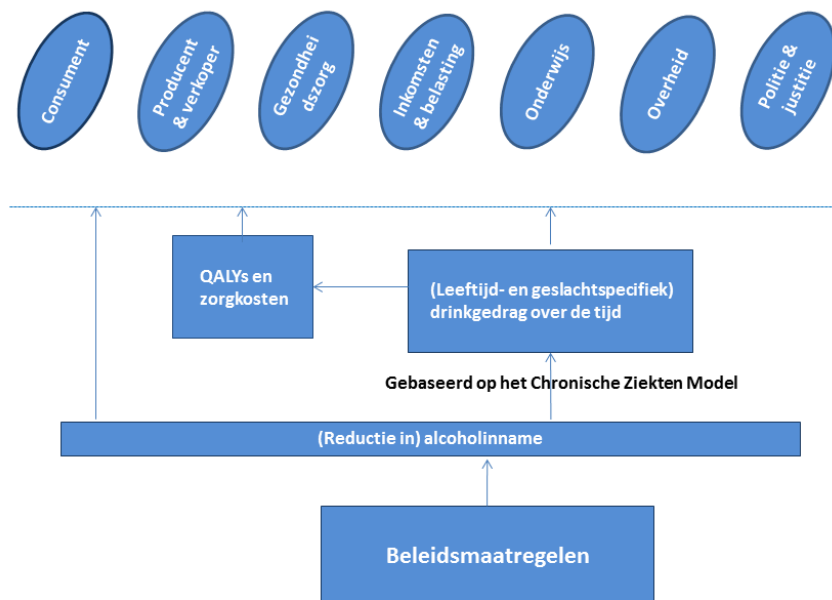 Consument
Producent
& verkoper
Gezondhei
dszorg
Inkomsten
& belasting
Onderwijs
Overheid
Politie &
justitie
QALYs en
zorgkosten
(Leeftijd- en geslachtspecifiek)
drinkgedrag over de tijd
Gebaseerd op het Chronische Ziekten Model
(Reductie in) alcoholinname
Beleidsmaatregelen